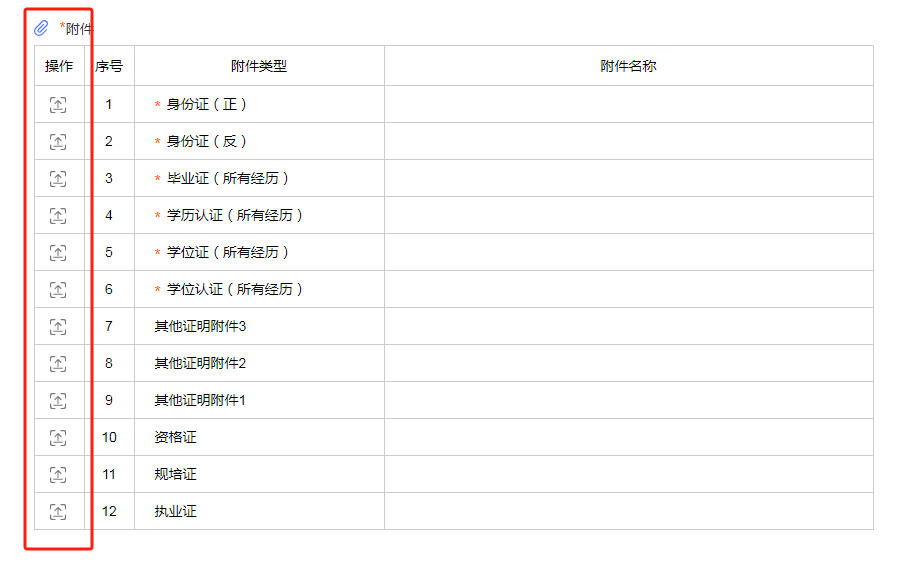 *附件
操作 序号 附件类型 附件名称
1 * 身份证（正）
2 * 身份证（反）
3 * 毕业证（所有经历）
4 * 学历认证（所有经历）
5 * 学位证（所有经历）
6 * 学位认证（所有经历）
7 其他证明附件3
8 其他证明附件2
9 其他证明附件1
10 资格证
11 规培证
12 执业证